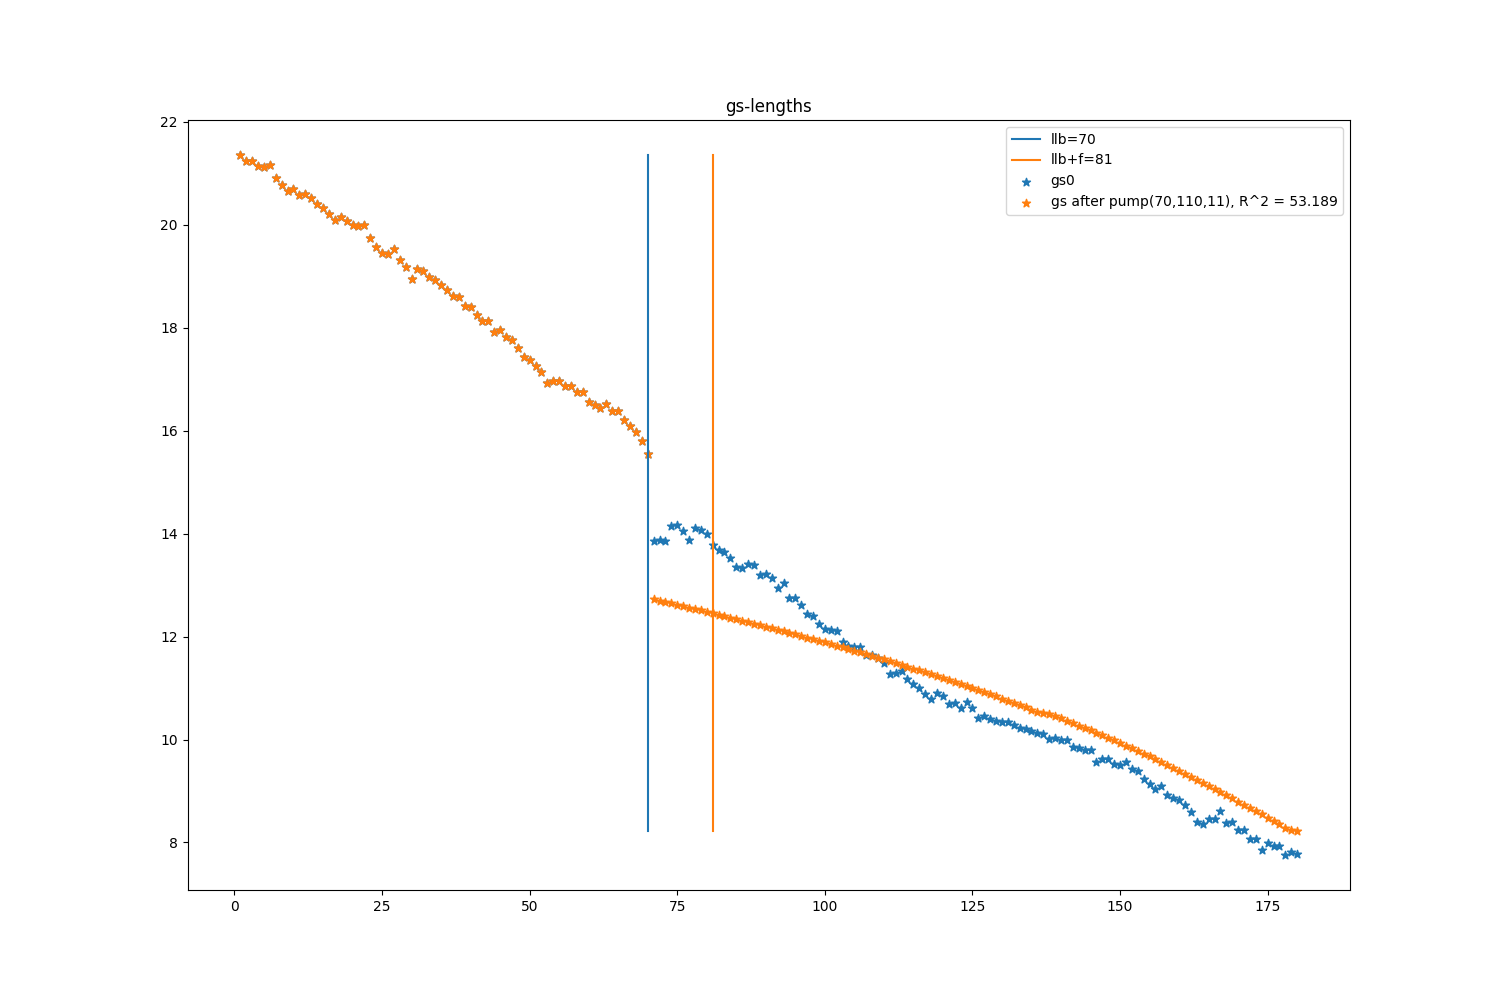 gs-lengths
llb=70
llb+f=81
gs0
gs after pump(70,110,11), R^2 = 53.189
22
20
18
16
14
12
10
8
0 25 50 75 100 125 150 175